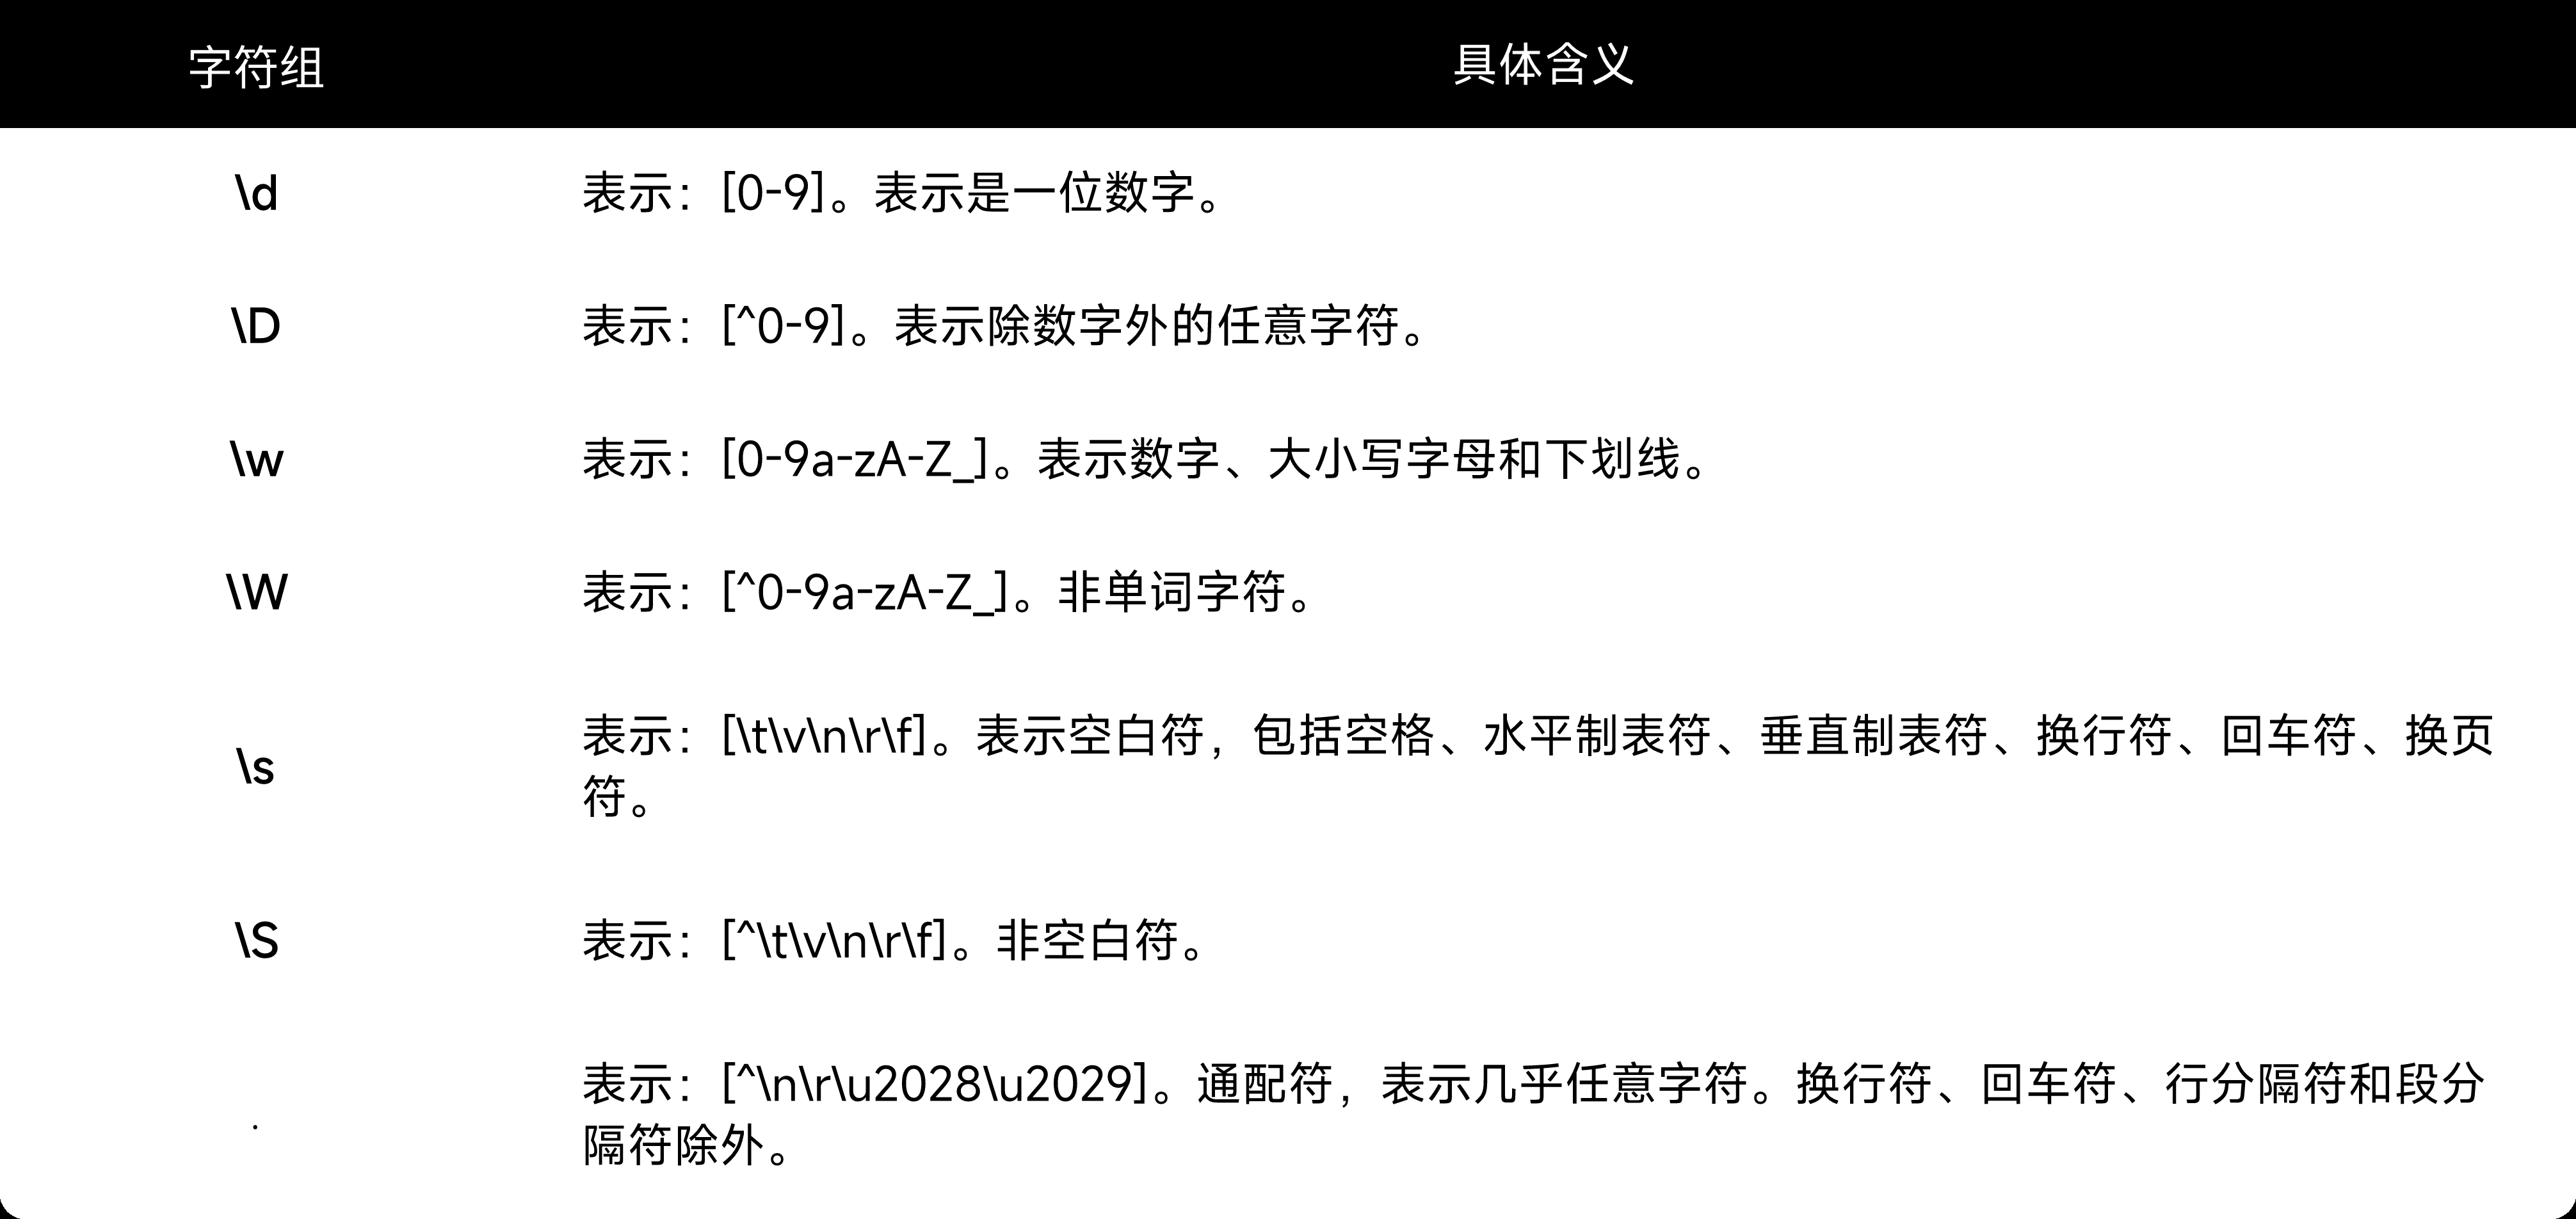 字符组 具体含义
\d 表示：[0-9]。表示是一位数字。
\D 表示：[^0-9]。表示除数字外的任意字符。
\w 表示：[0-9a-zA-Z_]。表示数字、大小写字母和下划线。
\W 表示：[^0-9a-zA-Z_]。非单词字符。
\s 表示：[\t\v\n\r\f]。表示空白符，包括空格、水平制表符、垂直制表符、换行符、回车符、换页
符。
\S 表示：[^\t\v\n\r\f]。非空白符。
. 表示：[^\n\r\u2028\u2029]。通配符，表示几乎任意字符。换行符、回车符、行分隔符和段分
隔符除外。